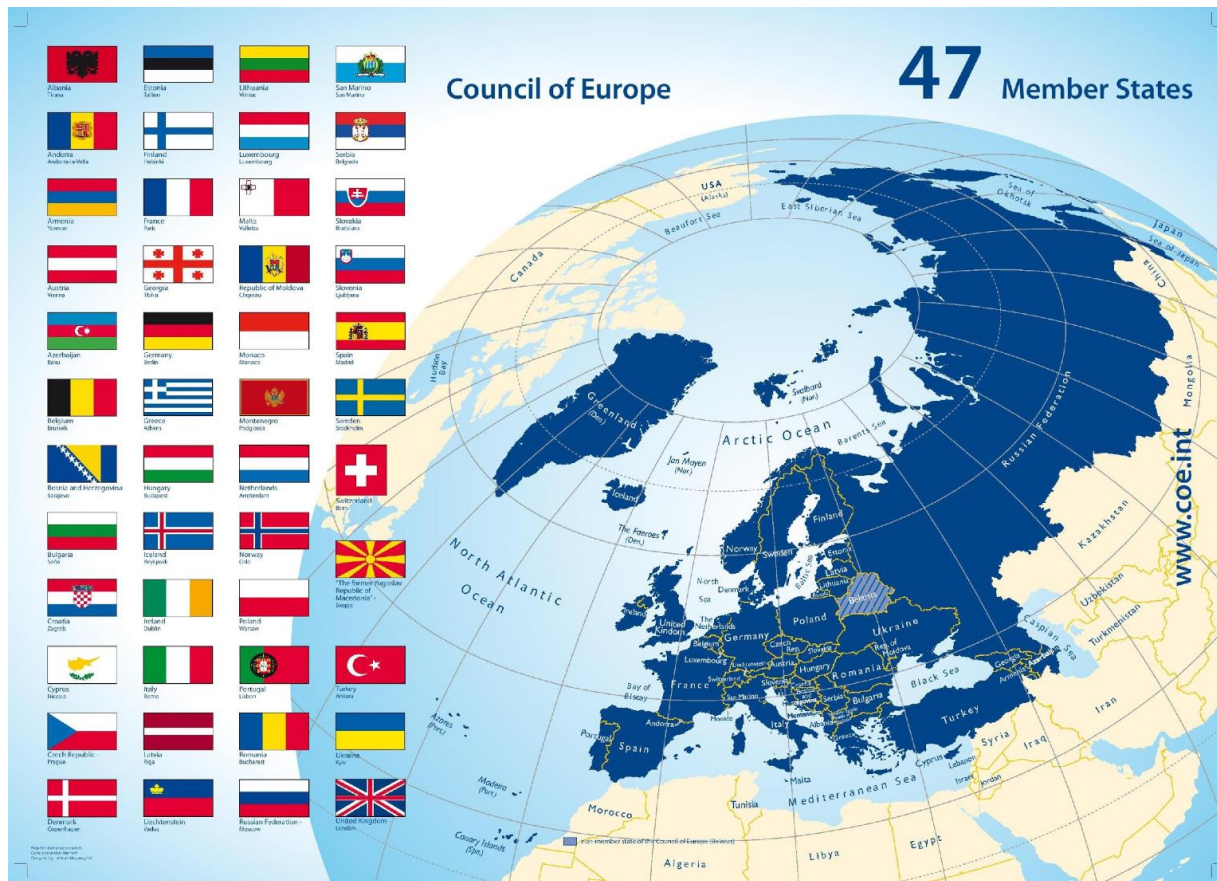 Council of Europe
47 Member States
Albania
Tirana
Estonia
Tallinn
Lithuania
Vilnius
San Marino
San Marino
Andorra
Andorra la Vella
Finland
Helsinki
Luxembourg
Luxembourg
Serbia
Belgrade
Armenia
Yerevan
France
Paris
Malta
Valletta
Slovakia
Bratislava
Austria
Vienna
Georgia
Tbilisi
Republic of Moldova
Chişinău
Slovenia
Ljubljana
Azerbaijan
Baku
Germany
Berlin
Monaco
Monaco
Spain
Madrid
Belgium
Brussels
Greece
Athens
Montenegro
Podgorica
Sweden
Stockholm
Bosnia and Herzegovina
Sarajevo
Hungary
Budapest
Netherlands
Amsterdam
Switzerland
Bern
Bulgaria
Sofia
Iceland
Reykjavik
Norway
Oslo
"The former Yugoslav
Republic of
Macedonia" -
Skopje
Croatia
Zagreb
Ireland
Dublin
Poland
Warsaw
Cyprus
Nicosia
Italy
Rome
Portugal
Lisbon
Turkey
Ankara
Czech Republic
Prague
Latvia
Riga
Romania
Bucharest
Ukraine
Kyiv
Denmark
Copenhagen
Liechtenstein
Vaduz
Russian Federation -
Moscow
United Kingdom -
London
USA
(Alaska)
Beaufort Sea
East Siberian Sea
Sea of
Okhotsk
Japan
Sea of Japan
China
Canada
Hudson
Bay
Mongolia
Greenland
(Den.)
Svalbard
(Nor.)
Arctic Ocean
Barents Sea
Russian Federation
Jan Mayen
(Nor.)
Iceland
The Faeroes
(Den.)
www.coe.int
Kazakhstan
Uzbekistan
Turkmenistan
Caspian Sea
North Atlantic
Ocean
Norway
Sweden
Finland
Baltic Sea
Estonia
Latvia
Lithuania
Belarus
North
Sea
Denmark
Ireland
United
Kingdom
The
Netherlands
Belgium
Germany
Poland
Ukraine
Luxembourg
Liechtenstein
Czech
Rep.
Slovakia
Rep. of
Moldova
Austria
Hungary
Romania
France
Switzerland
Slovenia
Bay of
Biscay
San Marino
Serbia
Bulgaria
Black Sea
Georgia
Armenia
Azerbaijan
Monaco
Italy
Albania
Greece
Turkey
Andorra
Portugal
Spain
Azores
(Port.)
Malta
Mediterranean Sea
Cyprus
Syria
Lebanon
Israel
Jordan
Iraq
Iran
Madeira
(Port.)
Canary Islands
(Spa.)
Morocco
Tunisia
Algeria
Libya
Egypt
non member state of the Council of Europe (Belarus)